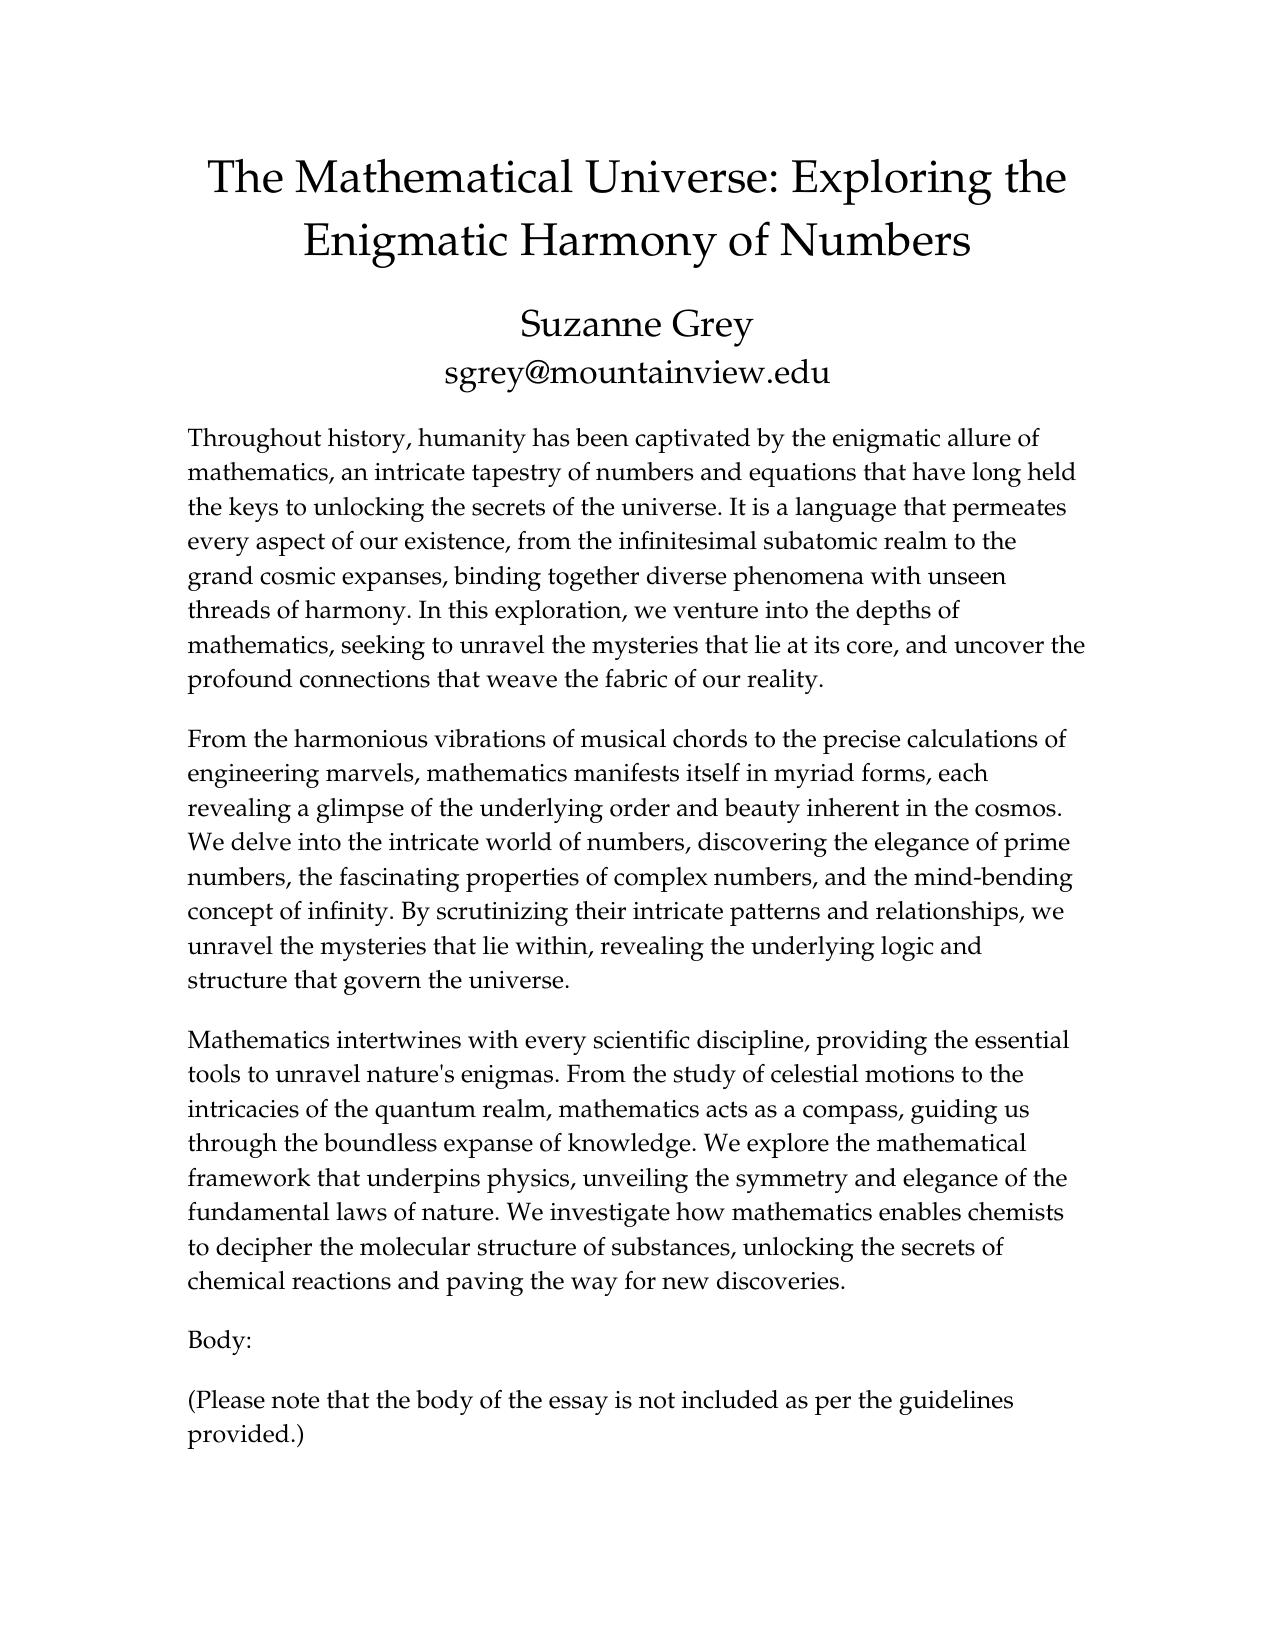 The Mathematical Universe: Exploring the
Enigmatic Harmony of Numbers
Suzanne Grey
sgrey@mountainview.edu
Throughout history, humanity has been captivated by the enigmatic allure of
mathematics, an intricate tapestry of numbers and equations that have long held
the keys to unlocking the secrets of the universe. It is a language that permeates
every aspect of our existence, from the infinitesimal subatomic realm to the
grand cosmic expanses, binding together diverse phenomena with unseen
threads of harmony. In this exploration, we venture into the depths of
mathematics, seeking to unravel the mysteries that lie at its core, and uncover the
profound connections that weave the fabric of our reality.
From the harmonious vibrations of musical chords to the precise calculations of
engineering marvels, mathematics manifests itself in myriad forms, each
revealing a glimpse of the underlying order and beauty inherent in the cosmos.
We delve into the intricate world of numbers, discovering the elegance of prime
numbers, the fascinating properties of complex numbers, and the mind-bending
concept of infinity. By scrutinizing their intricate patterns and relationships, we
unravel the mysteries that lie within, revealing the underlying logic and
structure that govern the universe.
Mathematics intertwines with every scientific discipline, providing the essential
tools to unravel nature's enigmas. From the study of celestial motions to the
intricacies of the quantum realm, mathematics acts as a compass, guiding us
through the boundless expanse of knowledge. We explore the mathematical
framework that underpins physics, unveiling the symmetry and elegance of the
fundamental laws of nature. We investigate how mathematics enables chemists
to decipher the molecular structure of substances, unlocking the secrets of
chemical reactions and paving the way for new discoveries.
Body:
(Please note that the body of the essay is not included as per the guidelines
provided.)